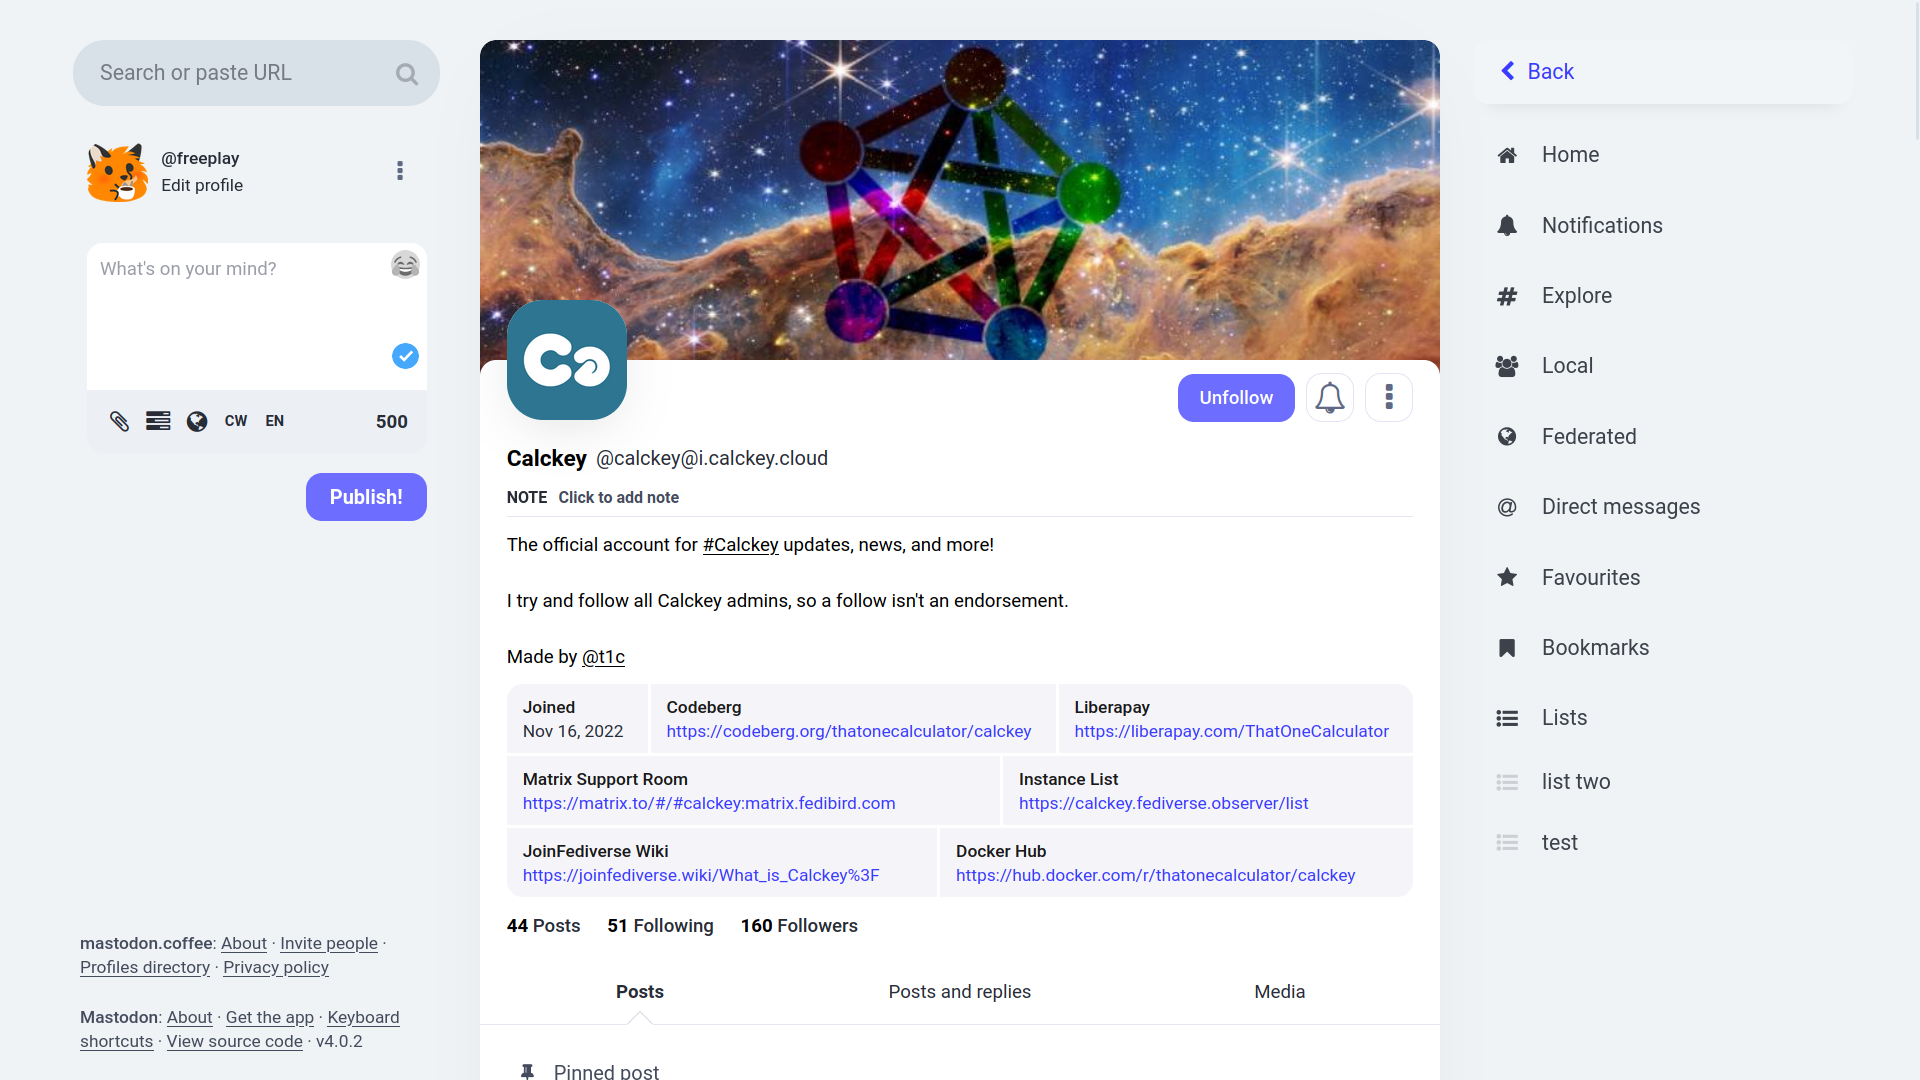 Search or paste URL
@freeplay
Edit profile
What's on your mind?
CW EN 500
Publish!
mastodon.coffee: About · Invite people ·
Profiles directory · Privacy policy
Mastodon: About · Get the app · Keyboard
shortcuts · View source code · v4.0.2
Unfollow
Calckey @calckey@i.calckey.cloud
NOTE Click to add note
The official account for #Calckey updates, news, and more!
I try and follow all Calckey admins, so a follow isn't an endorsement.
Made by @t1c
Joined
Nov 16, 2022
Codeberg
https://codeberg.org/thatonecalculator/calckey
Liberapay
https://liberapay.com/ThatOneCalculator
Matrix Support Room
https://matrix.to/#/#calckey:matrix.fedibird.com
Instance List
https://calckey.fediverse.observer/list
JoinFediverse Wiki
https://joinfediverse.wiki/What_is_Calckey%3F
Docker Hub
https://hub.docker.com/r/thatonecalculator/calckey
44 Posts 51 Following 160 Followers
Posts Posts and replies Media
Pinned post
Back
Home
Notifications
Explore
Local
Federated
Direct messages
Favourites
Bookmarks
Lists
list two
test